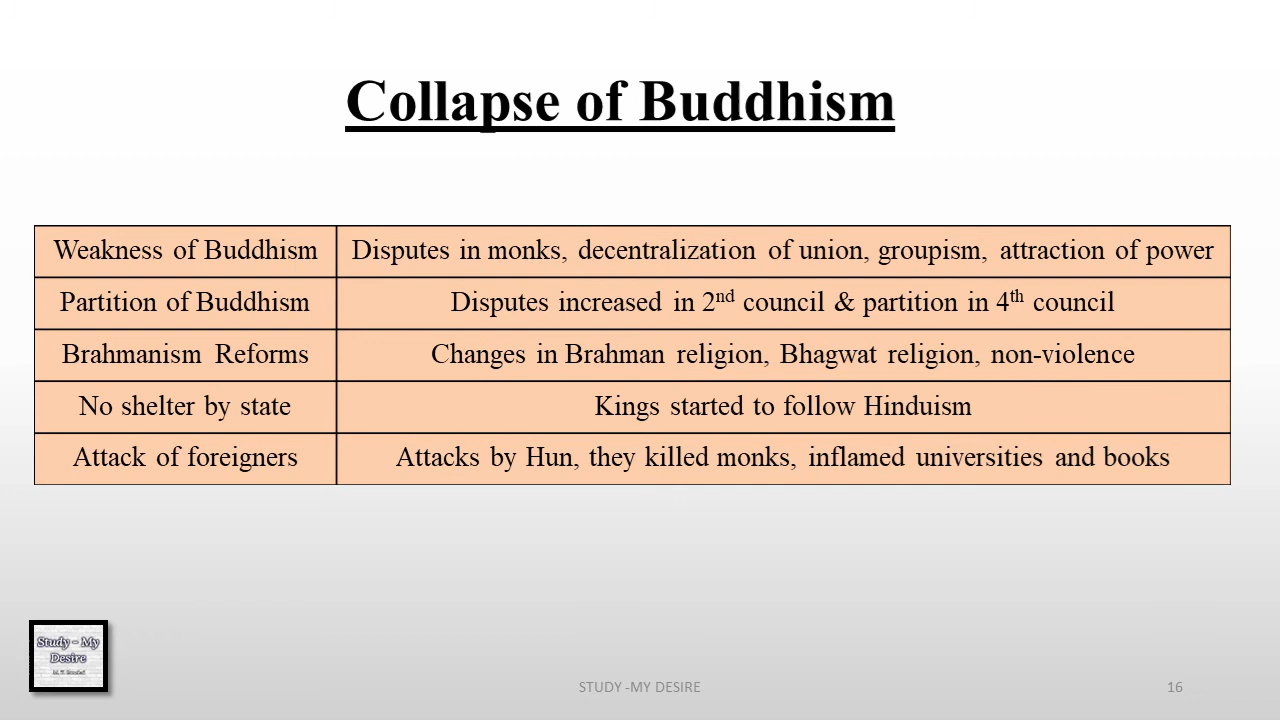 Collapse of Buddhism
Weakness of Buddhism Disputes in monks, decentralization of union, groupism, attraction of power
Partition of Buddhism Disputes increased in 2nd council & partition in 4th council
Brahmanism Reforms Changes in Brahman religion, Bhagwat religion, non-violence
No shelter by state Kings started to follow Hinduism
Attack of foreigners Attacks by Hun, they killed monks, inflamed universities and books
Study - My
Desire
STUDY -MY DESIRE 16